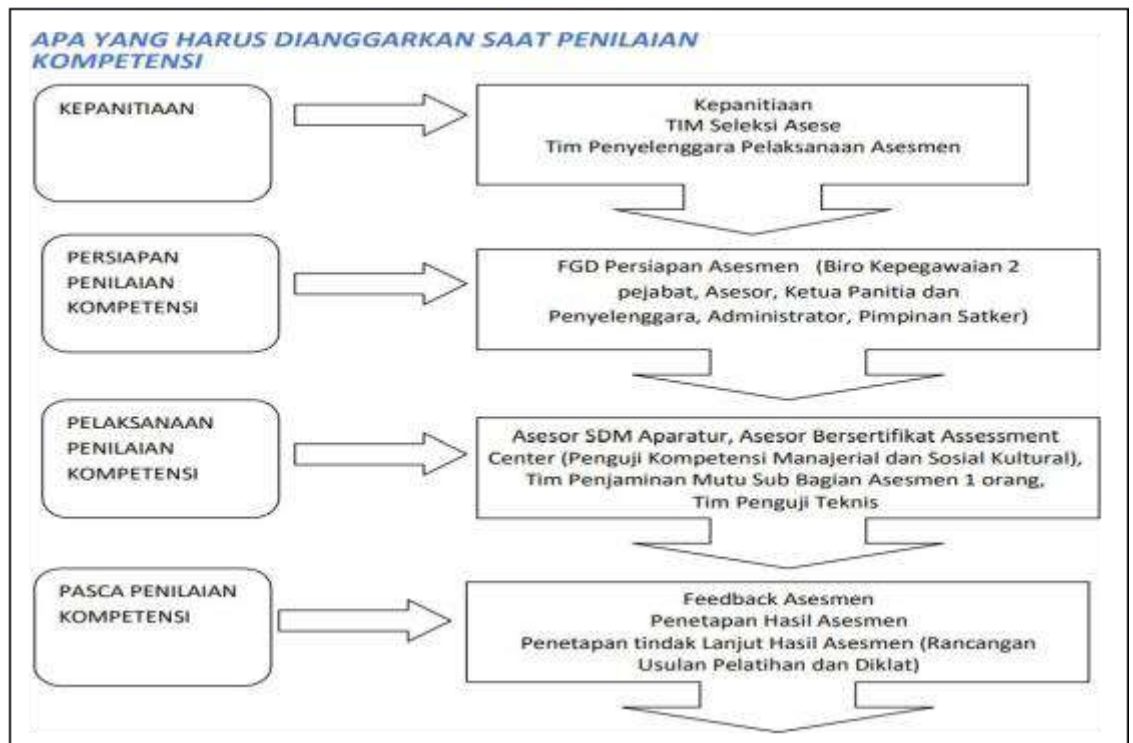 APA YANG HARUS DIANGGARKAN SAAT PENILAIAN
KOMPETENSI
KEPANITIAAN
Kepanitiaan
TIM Seleksi Asese
Tim Penyelenggara Pelaksanaan Asesmen
PERSIAPAN
PENILAIAN
KOMPETENSI
FGD Persiapan Asesmen (Biro Kepegawaian 2
pejabat, Asesor, Ketua Panitia dan
Penyelenggara, Administrator, Pimpinan Satker)
PELAKSANAAN
PENILAIAN
KOMPETENSI
Asesor SDM Aparatur, Asesor Bersertifikat Assessment
Center (Penguji Kompetensi Manajerial dan Sosial Kultural),
Tim Penjaminan Mutu Sub Bagian Asesmen 1 orang,
Tim Penguji Teknis
PASCA PENILAIAN
KOMPETENSI
Feedback Asesmen
Penetapan Hasil Asesmen
Penetapan tindak Lanjut Hasil Asesmen (Rancangan
Usulan Pelatihan dan Diklat)